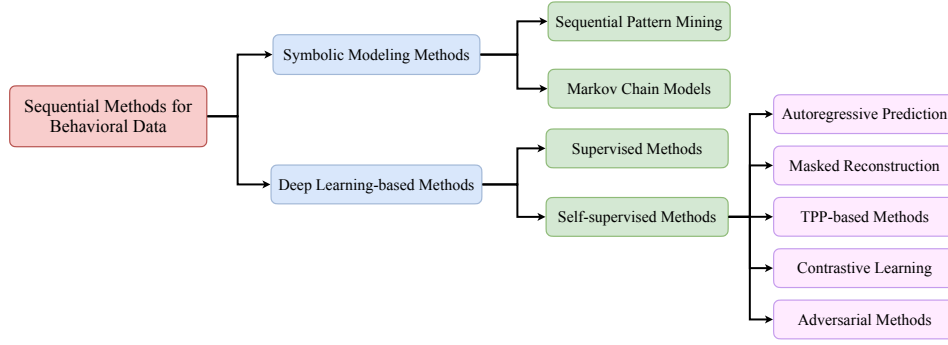 Sequential Methods for
Behavioral Data
Symbolic Modeling Methods
Sequential Pattern Mining
Markov Chain Models
Deep Learning-based Methods
Supervised Methods
Self-supervised Methods
Autoregressive Prediction
Masked Reconstruction
TPP-based Methods
Contrastive Learning
Adversarial Methods